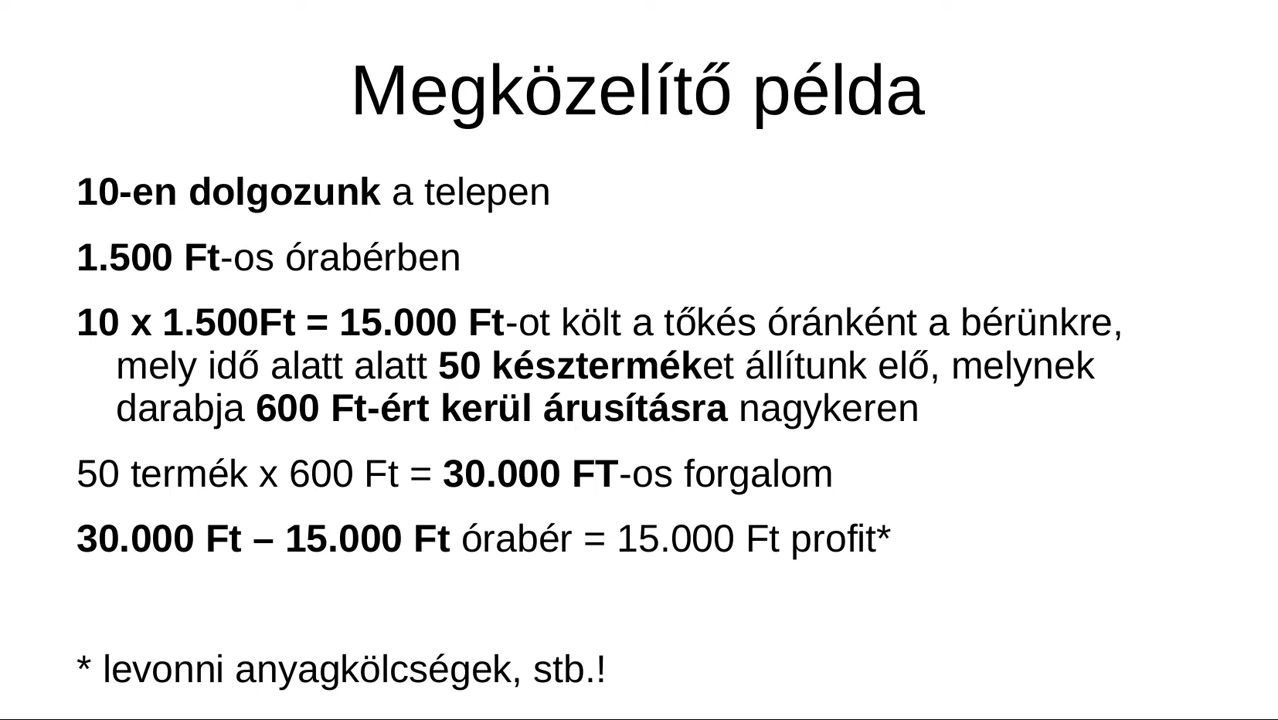 Megközelítő példa
10-en dolgozunk a telepen
1.500 Ft-os órabérben
10 x 1.500Ft = 15.000 Ft-ot költ a tőkés óránként a bérünkre,
mely idő alatt alatt 50 készterméket állítunk elő, melynek
darabja 600 Ft-ért kerül árusításra nagykeren
50 termék x 600 Ft = 30.000 FT-os forgalom
30.000 Ft – 15.000 Ft órabér = 15.000 Ft profit*
* levonni anyagkölcségek, stb.!